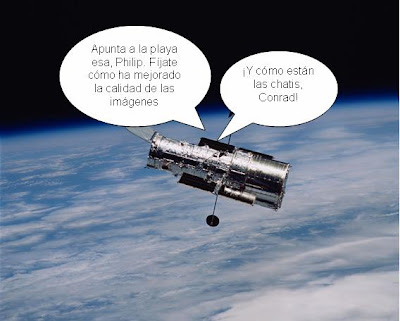 Apunta a la playa
esa, Philip. Fíjate
cómo ha mejorado
la calidad de las
imágenes
¡Y cómo están
las chatis,
Conrad!